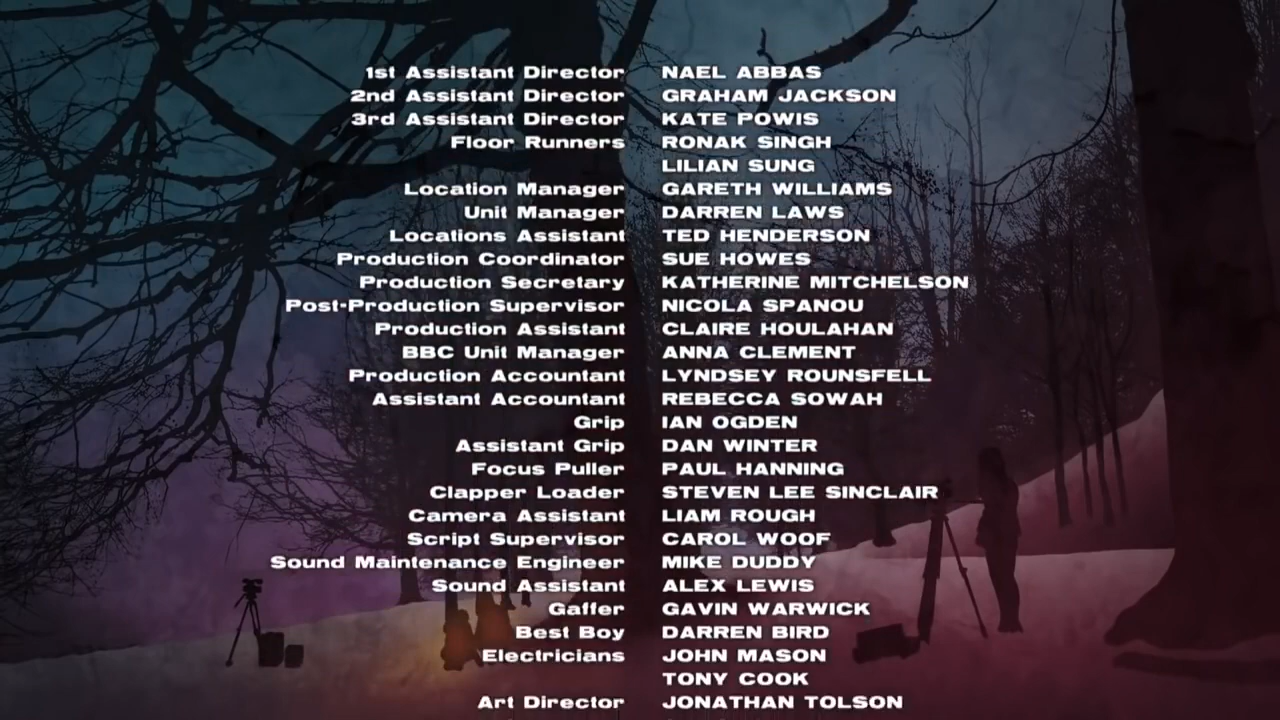 1st Assistant Director NAEL ABBAS
2nd Assistant Director GRAHAM JACKSON
3rd Assistant Director KATE POWIS
Floor Runners RONAK SINGH
LILIAN SUNG
Location Manager GARETH WILLIAMS
Unit Manager DARREN LAWS
Locations Assistant TED HENDERSON
Production Coordinator SUE HOWES
Production Secretary KATHERINE MITCHELSON
Post-Production Supervisor NICOLA SPANOU
Production Assistant CLAIRE HOULAHAN
BBC Unit Manager ANNA CLEMENT
Production Accountant LYNDSEY ROUNSFELL
Assistant Accountant REBECCA SOWAH
Grip IAN OGDEN
Assistant Grip DAN WINTER
Focus Puller PAUL HANNING
Clapper Loader STEVEN LEE SINCLAIR
Camera Assistant LIAM ROUGH
Script Supervisor CAROL WOOF
Sound Maintenance Engineer MIKE DUDDY
Sound Assistant ALEX LEWIS
Gaffer GAVIN WARWICK
Best Boy DARREN BIRD
Electricians JOHN MASON
TONY COOK
Art Director JONATHAN TOLSON